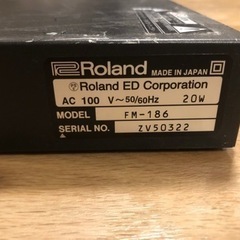 Roland
MADE IN JAPAN
Roland ED Corporation
AC 100 V~50/60Hz 20W
MODEL FM-186
SERIAL NO. ZV50322